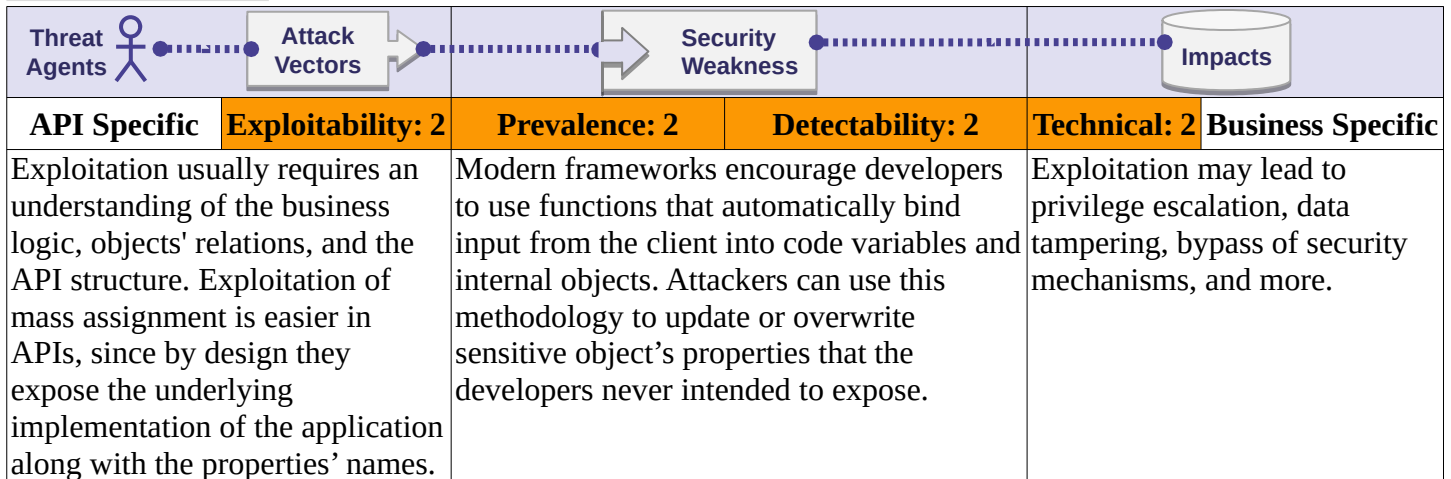 Threat
Agents
Attack
Vectors
Security
Weakness
Impacts
API Specific
Exploitability: 2
Prevalence: 2
Detectability: 2
Technical: 2
Business Specific
Exploitation usually requires an
understanding of the business
logic, objects' relations, and the
API structure. Exploitation of
mass assignment is easier in
APIs, since by design they
expose the underlying
implementation of the application
along with the properties’ names.
Modern frameworks encourage developers
to use functions that automatically bind
input from the client into code variables and
internal objects. Attackers can use this
methodology to update or overwrite
sensitive object’s properties that the
developers never intended to expose.
Exploitation may lead to
privilege escalation, data
tampering, bypass of security
mechanisms, and more.